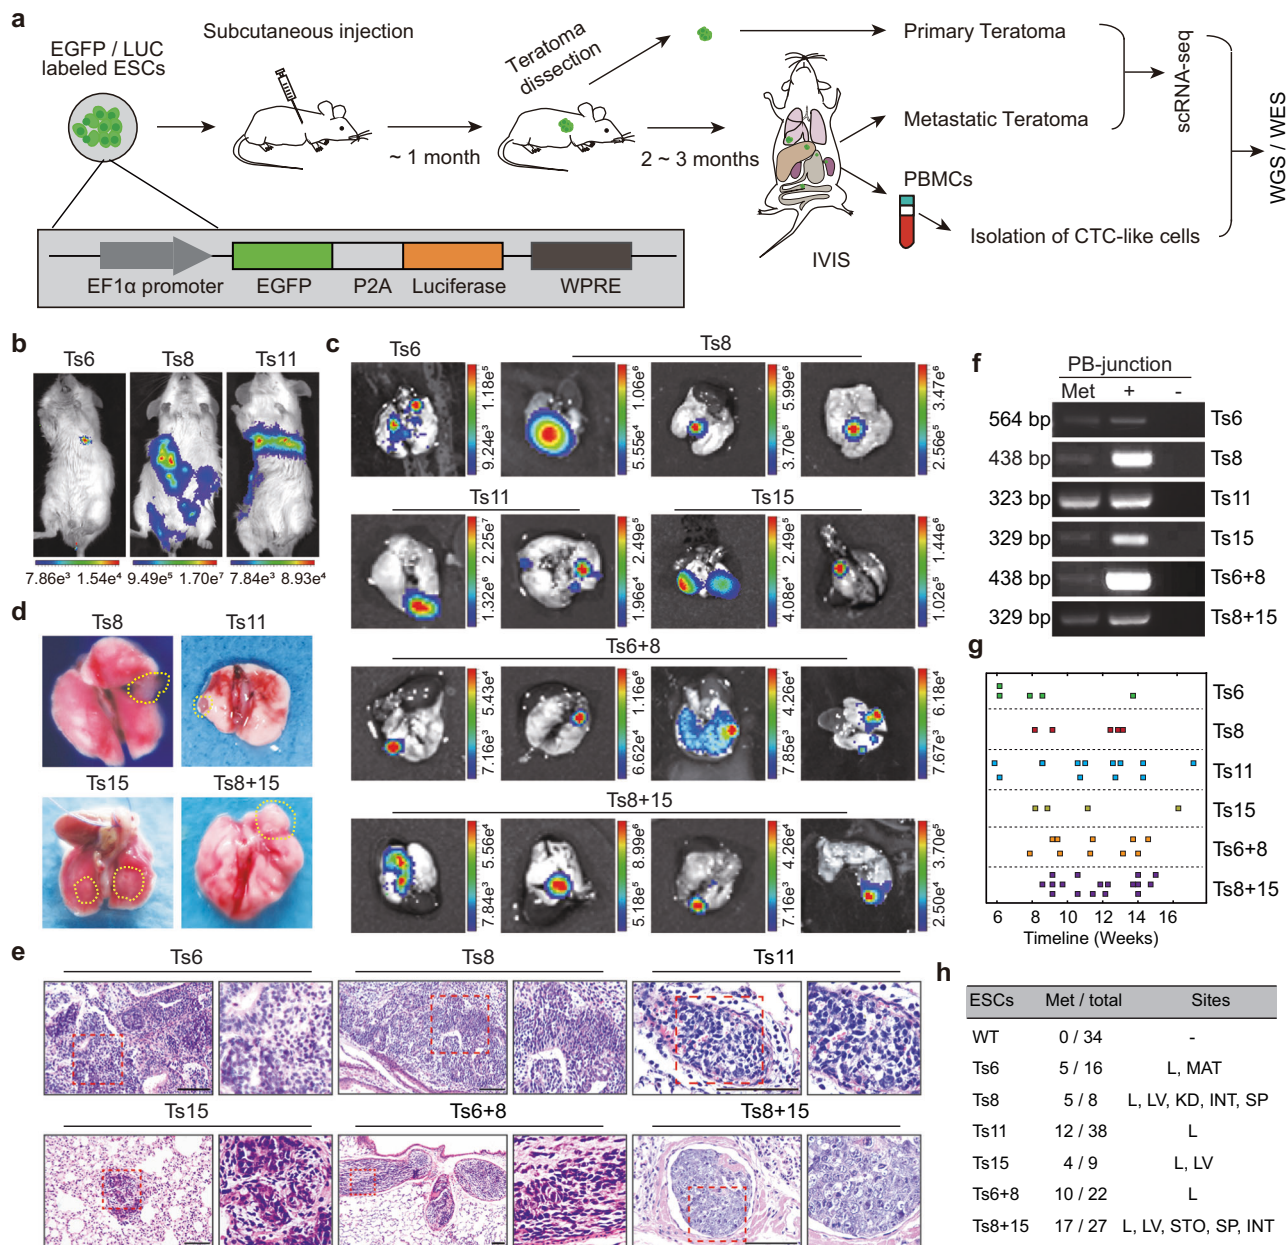 a
EGFP / LUC
labeled ESCs
Subcutaneous injection
Teratoma
dissection
~ 1 month
2 ~ 3 months
Primary Teratoma
Metastatic Teratoma
PBMCs
Isolation of CTC-like cells
IVIS
scRNA-seq
WGS / WES
EF1α promoter
EGFP
P2A
Luciferase
WPRE
b
Ts6
Ts8
Ts11
7.86e³ 1.54e⁴
9.49e⁵ 1.70e⁷
7.84e³ 8.93e⁴
c
Ts6
Ts8
9.24e³ 1.18e⁵
5.55e⁴ 1.06e⁶
3.70e⁵ 5.99e⁶
2.56e⁵ 3.47e⁶
Ts11
Ts15
1.32e⁶ 2.25e⁷
1.96e⁴ 2.49e⁵
4.08e⁴ 2.49e⁵
1.02e⁵ 1.44e⁶
Ts6+8
7.16e³ 5.43e⁴
6.62e⁴ 1.16e⁶
7.85e³ 4.26e⁴
7.67e³ 6.18e⁴
Ts8+15
7.84e³ 5.56e⁴
5.18e⁵ 8.99e⁶
7.16e³ 4.26e⁴
2.50e⁴ 3.70e⁵
d
Ts8
Ts11
Ts15
Ts8+15
e
Ts6
Ts8
Ts11
Ts15
Ts6+8
Ts8+15
f
PB-junction
Met + -
564 bp Ts6
438 bp Ts8
323 bp Ts11
329 bp Ts15
438 bp Ts6+8
329 bp Ts8+15
g
Ts6
Ts8
Ts11
Ts15
Ts6+8
Ts8+15
6 8 10 12 14 16
Timeline (Weeks)
h
ESCs Met / total Sites
WT 0 / 34 -
Ts6 5 / 16 L, MAT
Ts8 5 / 8 L, LV, KD, INT, SP
Ts11 12 / 38 L
Ts15 4 / 9 L, LV
Ts6+8 10 / 22 L
Ts8+15 17 / 27 L, LV, STO, SP, INT